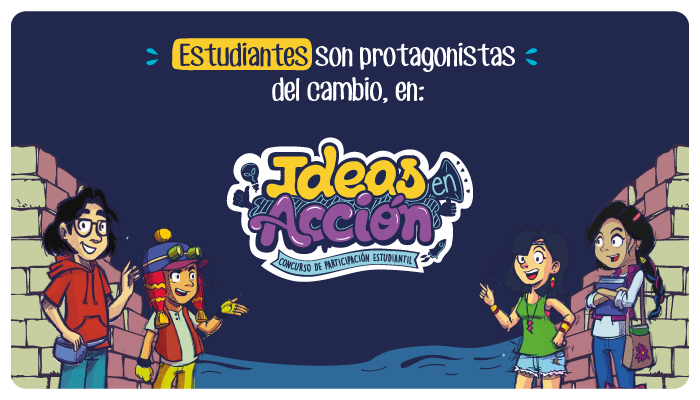 Estudiantes son protagonistas
del cambio, en:
Ideas en
Acción
CONCURSO DE PARTICIPACIÓN ESTUDIANTIL